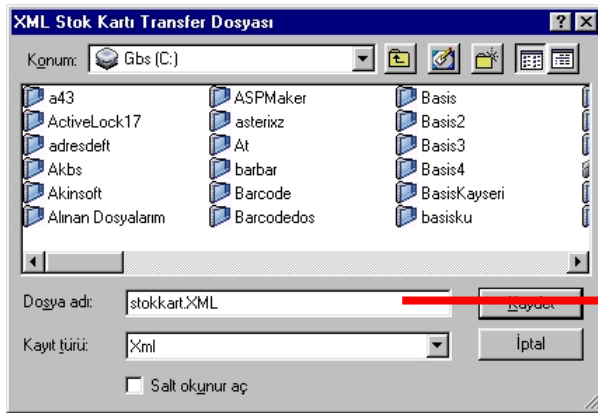 XML Stok Kartı Transfer Dosyası
Konum: Gbs (C:)
a43 ASPMaker Basis
ActiveLock17 asterixz Basis2
adresdeft At Basis3
Akbs barbar Basis4
Akinsoft Barcode BasisKayseri
Alınan Dosyalarım Barcodedos basisku
Dosya adı: stokkart.XML Kaydet
Kayıt türü: Xml İptal
Salt okunur aç